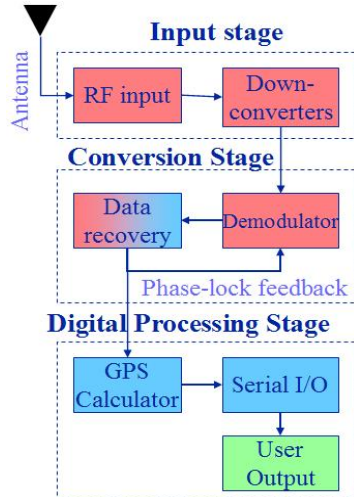 Input stage
Antenna
RF input
Down-
converters
Conversion Stage
Data
recovery
Demodulator
Phase-lock feedback
Digital Processing Stage
GPS
Calculator
Serial I/O
User
Output